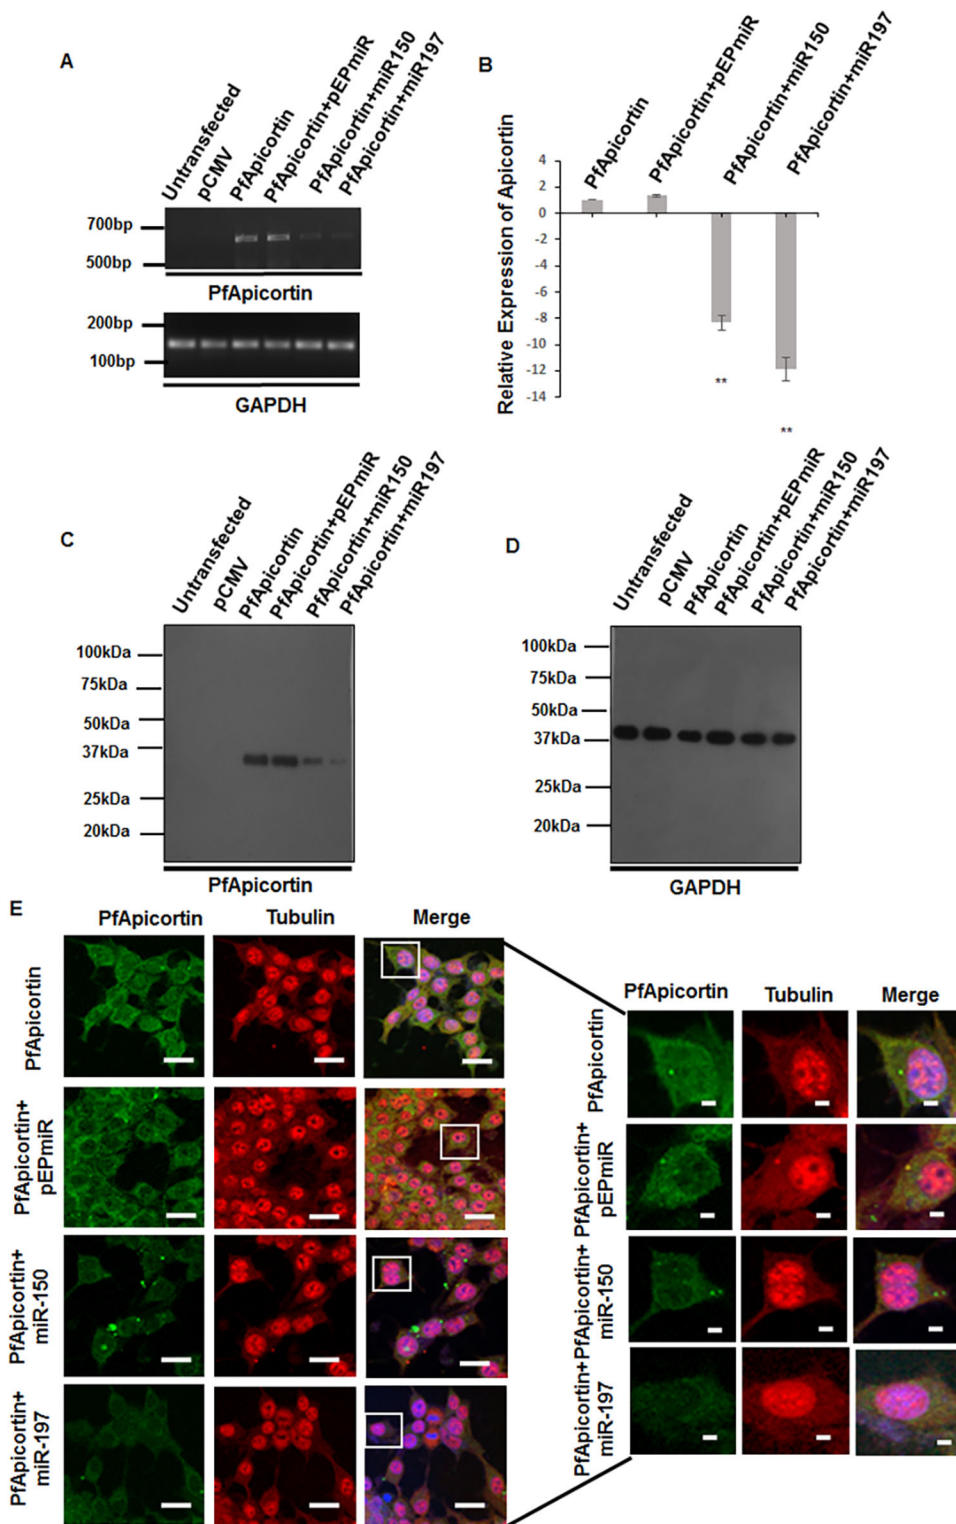 A
Untransfected
pCMV
PfApicortin
PfApicortin+pEPmiR
PfApicortin+miR150
PfApicortin+miR197
700bp
500bp
PfApicortin
200bp
100bp
GAPDH
B
PfApicortin
PfApicortin+pEPmiR
PfApicortin+miR150
PfApicortin+miR197
Relative Expression of Apicortin
4
2
0
-2
-4
-6
-8
-10
-12
-14
**
**
C
Untransfected
pCMV
PfApicortin
PfApicortin+pEPmiR
PfApicortin+miR150
PfApicortin+miR197
100kDa
75kDa
50kDa
37kDa
25kDa
20kDa
PfApicortin
D
Untransfected
pCMV
PfApicortin
PfApicortin+pEPmiR
PfApicortin+miR150
PfApicortin+miR197
100kDa
75kDa
50kDa
37kDa
25kDa
20kDa
GAPDH
E
PfApicortin Tubulin Merge
PfApicortin
PfApicortin+
pEPmiR
PfApicortin+
miR-150
PfApicortin+
miR-197
PfApicortin Tubulin Merge
PfApicortin
PfApicortin+
pEPmiR
PfApicortin+
miR-150
PfApicortin+
miR-197